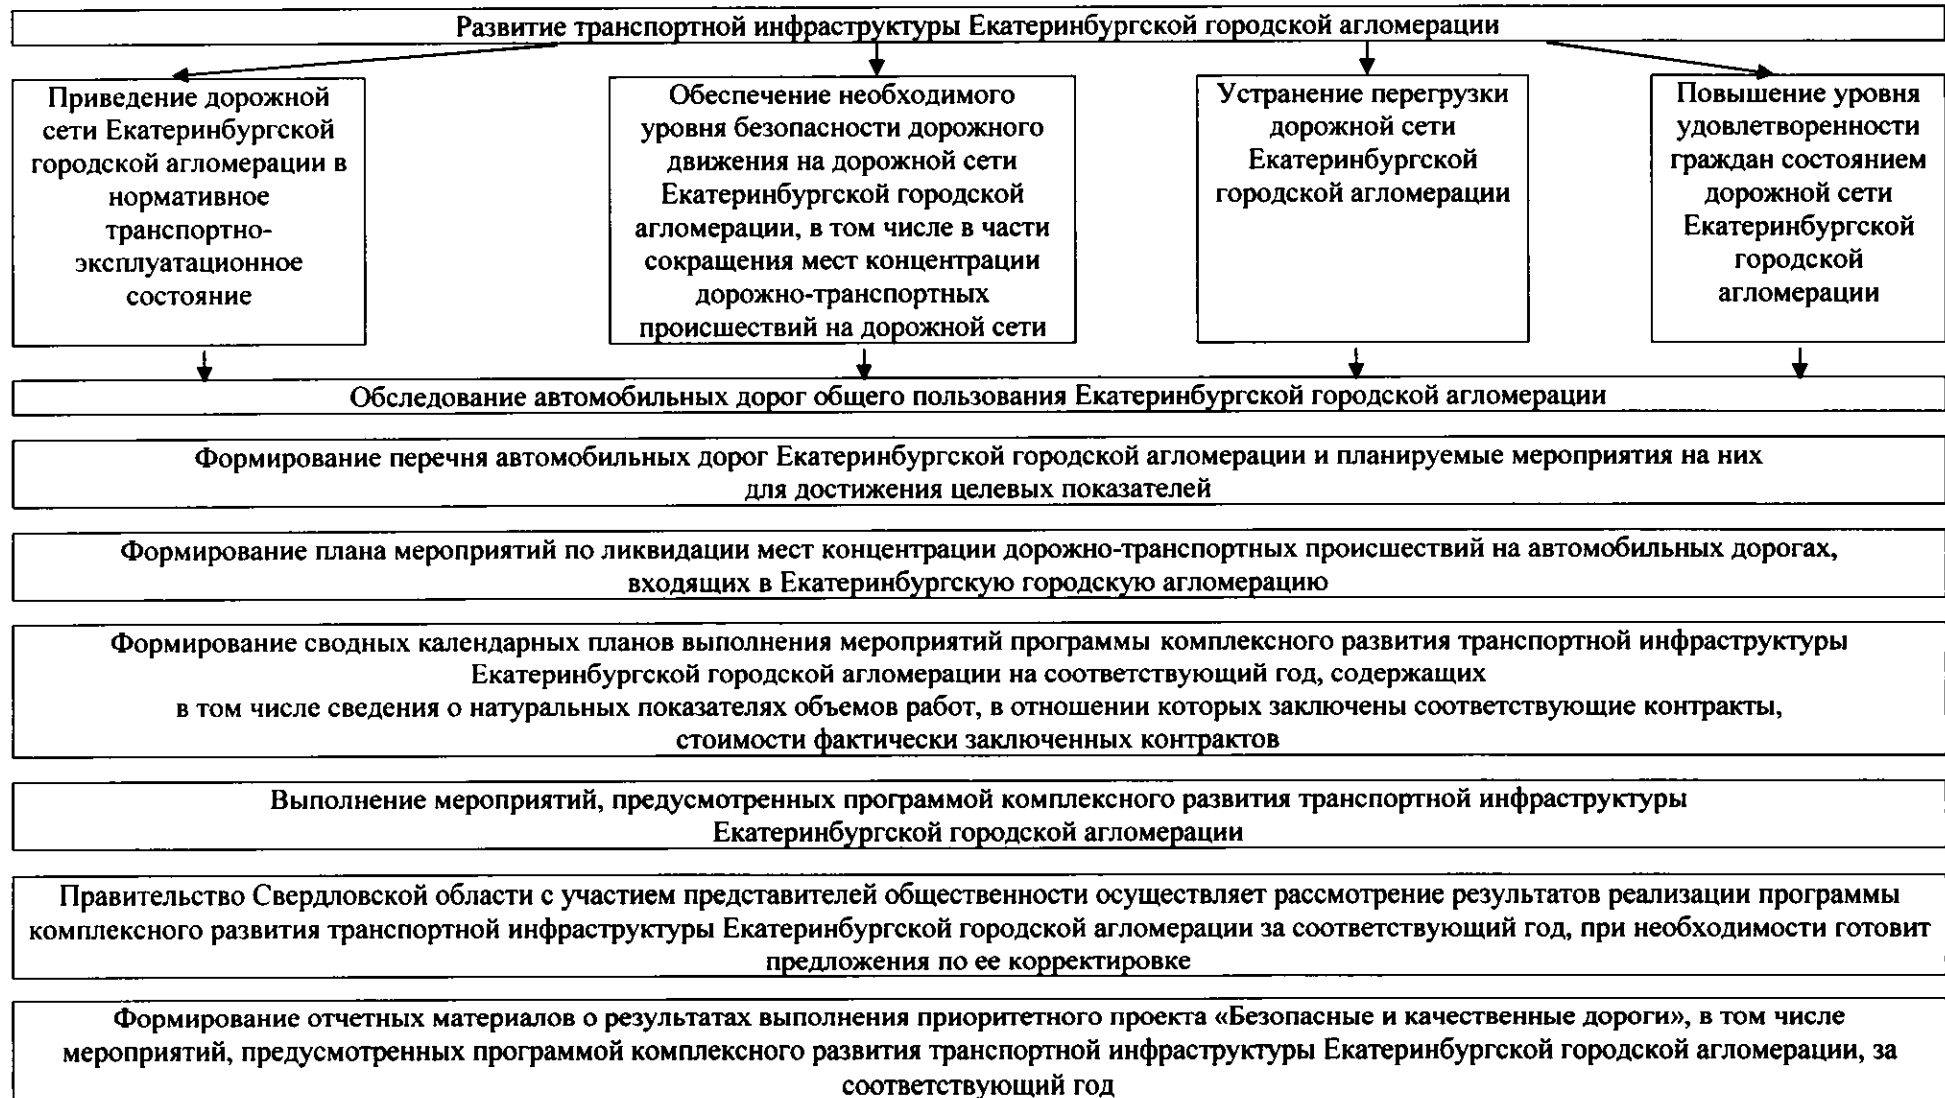 Развитие транспортной инфраструктуры Екатеринбургской городской агломерации
Приведение дорожной
сети Екатеринбургской
городской агломерации в
нормативное
транспортно-
эксплуатационное
состояние
Обеспечение необходимого
уровня безопасности дорожного
движения на дорожной сети
Екатеринбургской городской
агломерации, в том числе в части
сокращения мест концентрации
дорожно-транспортных
происшествий на дорожной сети
Устранение перегрузки
дорожной сети
Екатеринбургской
городской агломерации
Повышение уровня
удовлетворенности
граждан состоянием
дорожной сети
Екатеринбургской
городской
агломерации
Обследование автомобильных дорог общего пользования Екатеринбургской городской агломерации
Формирование перечня автомобильных дорог Екатеринбургской городской агломерации и планируемые мероприятия на них
для достижения целевых показателей
Формирование плана мероприятий по ликвидации мест концентрации дорожно-транспортных происшествий на автомобильных дорогах,
входящих в Екатеринбургскую городскую агломерацию
Формирование сводных календарных планов выполнения мероприятий программы комплексного развития транспортной инфраструктуры
Екатеринбургской городской агломерации на соответствующий год, содержащих
в том числе сведения о натуральных показателях объемов работ, в отношении которых заключены соответствующие контракты,
стоимости фактически заключенных контрактов
Выполнение мероприятий, предусмотренных программой комплексного развития транспортной инфраструктуры
Екатеринбургской городской агломерации
Правительство Свердловской области с участием представителей общественности осуществляет рассмотрение результатов реализации программы
комплексного развития транспортной инфраструктуры Екатеринбургской городской агломерации за соответствующий год, при необходимости готовит
предложения по ее корректировке
Формирование отчетных материалов о результатах выполнения приоритетного проекта «Безопасные и качественные дороги», в том числе
мероприятий, предусмотренных программой комплексного развития транспортной инфраструктуры Екатеринбургской городской агломерации, за
соответствующий год